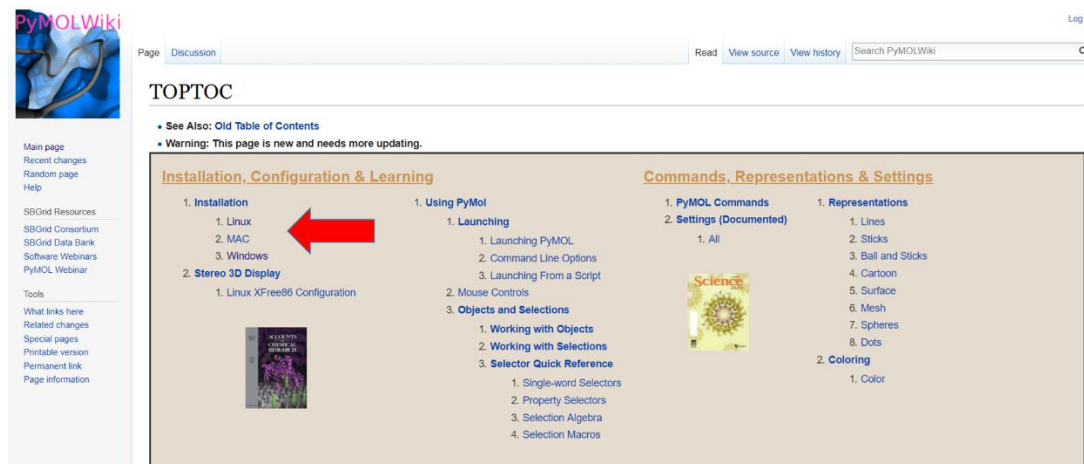 PyMOLWiki
Log
Page Discussion
Read View source View history Search PyMOLWiki
TOPTOC
• See Also: Old Table of Contents
• Warning: This page is new and needs more updating.
Main page
Recent changes
Random page
Help
SBGrid Resources
SBGrid Consortium
SBGrid Data Bank
Software Webinars
PyMOL Webinar
Tools
What links here
Related changes
Special pages
Printable version
Permanent link
Page information
Installation, Configuration & Learning
1. Installation
1. Linux
2. MAC
3. Windows
2. Stereo 3D Display
1. Linux XFree86 Configuration
ACCOUNTS
CHEMICAL
RESEARCH
1. Using PyMol
1. Launching
1. Launching PyMOL
2. Command Line Options
3. Launching From a Script
2. Mouse Controls
3. Objects and Selections
1. Working with Objects
2. Working with Selections
3. Selector Quick Reference
1. Single-word Selectors
2. Property Selectors
3. Selection Algebra
4. Selection Macros
Commands, Representations & Settings
1. PyMOL Commands
2. Settings (Documented)
1. All
Science
1. Representations
1. Lines
2. Sticks
3. Ball and Sticks
4. Cartoon
5. Surface
6. Mesh
7. Spheres
8. Dots
2. Coloring
1. Color